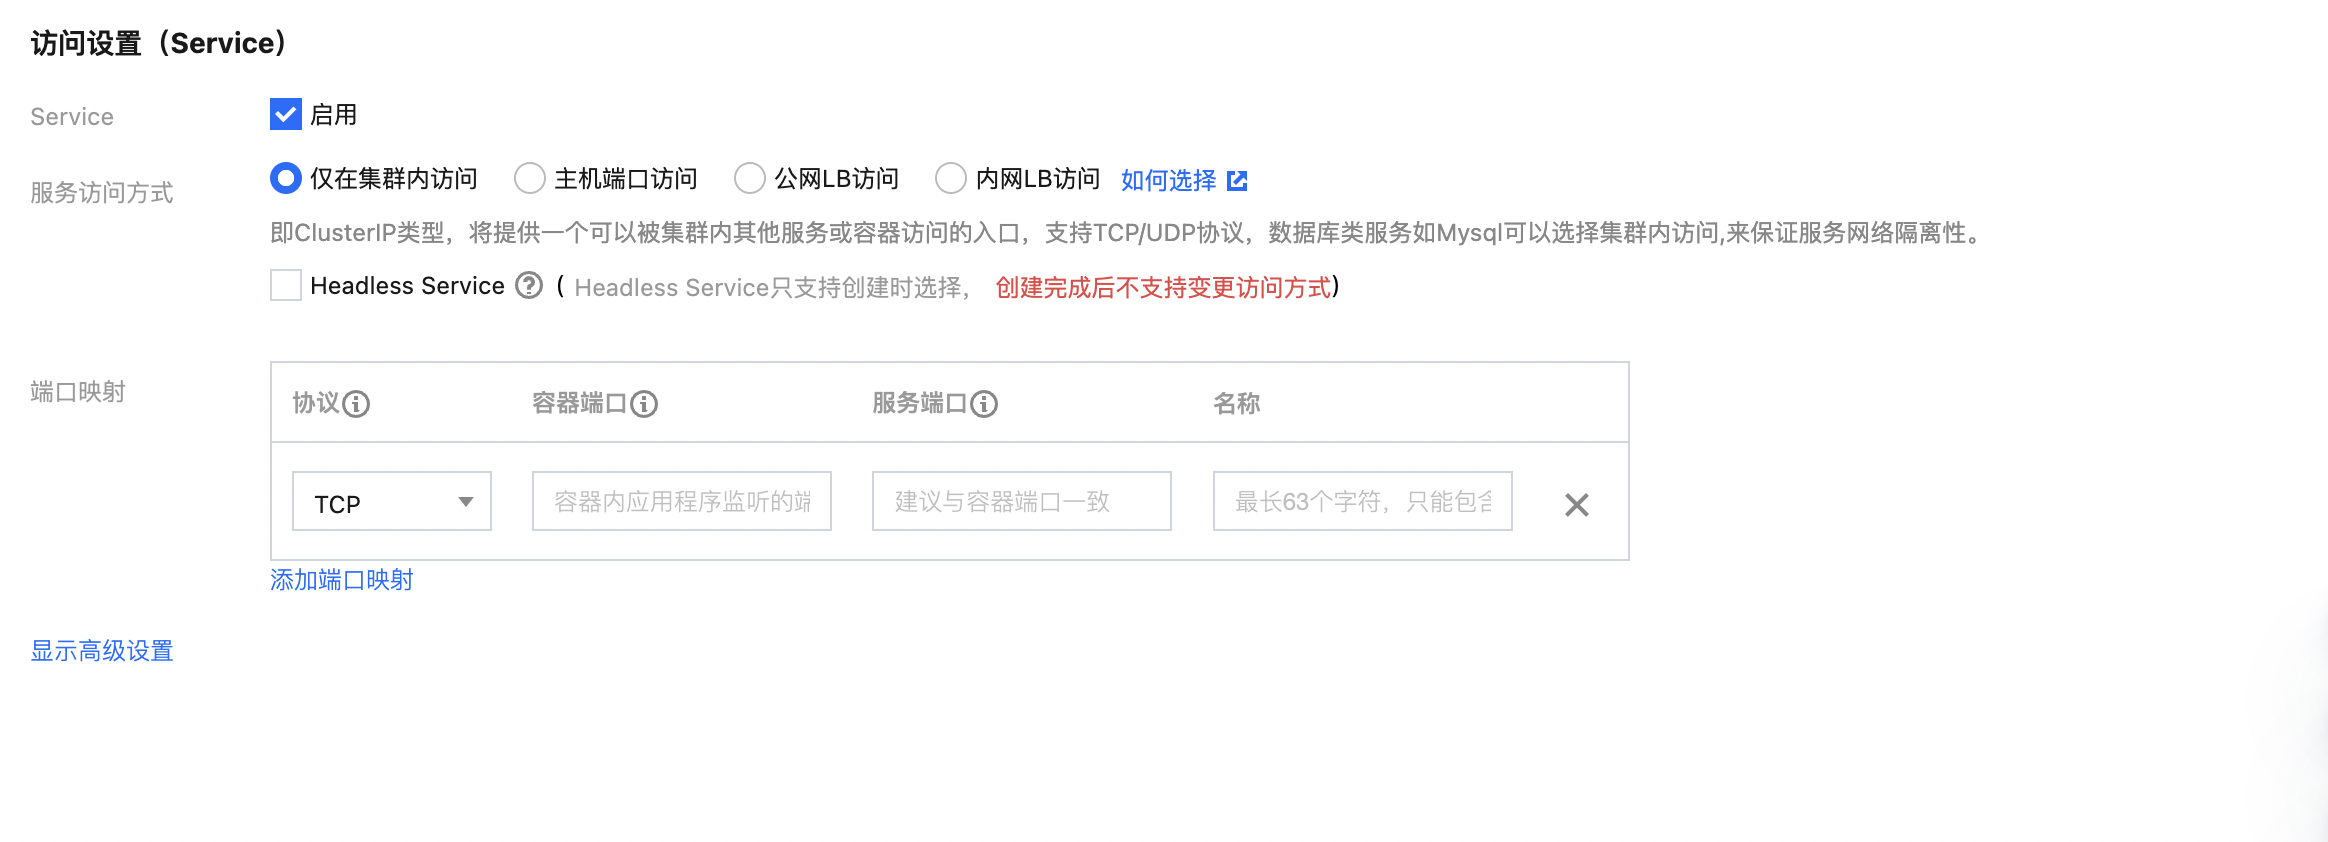 访问设置（Service）
Service
启用
服务访问方式
仅在集群内访问 主机端口访问 公网LB访问 内网LB访问 如何选择
即ClusterIP类型，将提供一个可以被集群内其他服务或容器访问的入口，支持TCP/UDP协议，数据库类服务如Mysql可以选择集群内访问,来保证服务网络隔离性。
Headless Service ( Headless Service只支持创建时选择， 创建完成后不支持变更访问方式)
端口映射
协议 容器端口 服务端口 名称
TCP 容器内应用程序监听的端 建议与容器端口一致 最长63个字符，只能包含
添加端口映射
显示高级设置